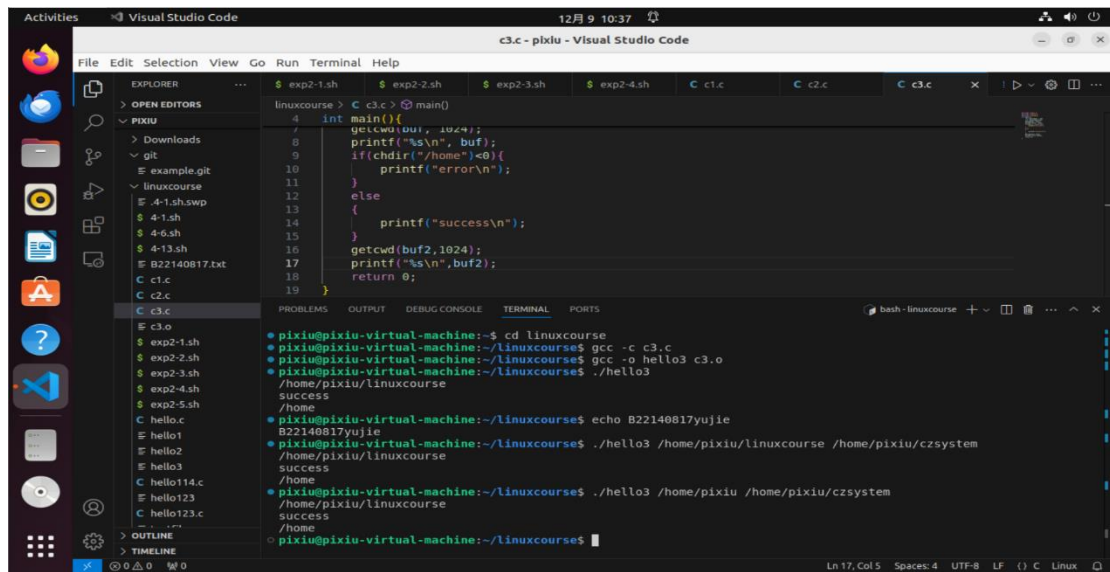 Activities Visual Studio Code 12月 9 10:37
c3.c - pixiu - Visual Studio Code
File Edit Selection View Go Run Terminal Help
EXPLORER ...
> OPEN EDITORS
PIXIU
> Downloads
git
example.git
linuxcourse
.4-1.sh.swp
$ 4-1.sh
$ 4-6.sh
$ 4-13.sh
B22140817.txt
C c1.c
C c2.c
C c3.c
c3.o
$ exp2-1.sh
$ exp2-2.sh
$ exp2-3.sh
$ exp2-4.sh
$ exp2-5.sh
C hello.c
hello1
hello2
hello3
C hello114.c
hello123
C hello123.c
> OUTLINE
> TIMELINE
$ exp2-1.sh $ exp2-2.sh $ exp2-3.sh $ exp2-4.sh C c1.c C c2.c C c3.c
linuxcourse > C c3.c > main()
4 int main(){
7 getcwd(buf, 1024);
8 printf("%s\n", buf);
9 if(chdir("/home")<0){
10 printf("error\n");
11 }
12 else
13 {
14 printf("success\n");
15 }
16 getcwd(buf2,1024);
17 printf("%s\n",buf2);
18 return 0;
19 }
PROBLEMS OUTPUT DEBUG CONSOLE TERMINAL PORTS bash - linuxcourse
pixiu@pixiu-virtual-machine:~$ cd linuxcourse
pixiu@pixiu-virtual-machine:~/linuxcourse$ gcc -c c3.c
pixiu@pixiu-virtual-machine:~/linuxcourse$ gcc -o hello3 c3.o
pixiu@pixiu-virtual-machine:~/linuxcourse$ ./hello3
/home/pixiu/linuxcourse
success
/home
pixiu@pixiu-virtual-machine:~/linuxcourse$ echo B22140817yujie
B22140817yujie
pixiu@pixiu-virtual-machine:~/linuxcourse$ ./hello3 /home/pixiu/linuxcourse /home/pixiu/czsystem
/home/pixiu/linuxcourse
success
/home
pixiu@pixiu-virtual-machine:~/linuxcourse$ ./hello3 /home/pixiu /home/pixiu/czsystem
/home/pixiu/linuxcourse
success
/home
pixiu@pixiu-virtual-machine:~/linuxcourse$
0 0 0 Ln 17, Col 5 Spaces: 4 UTF-8 LF {} C Linux